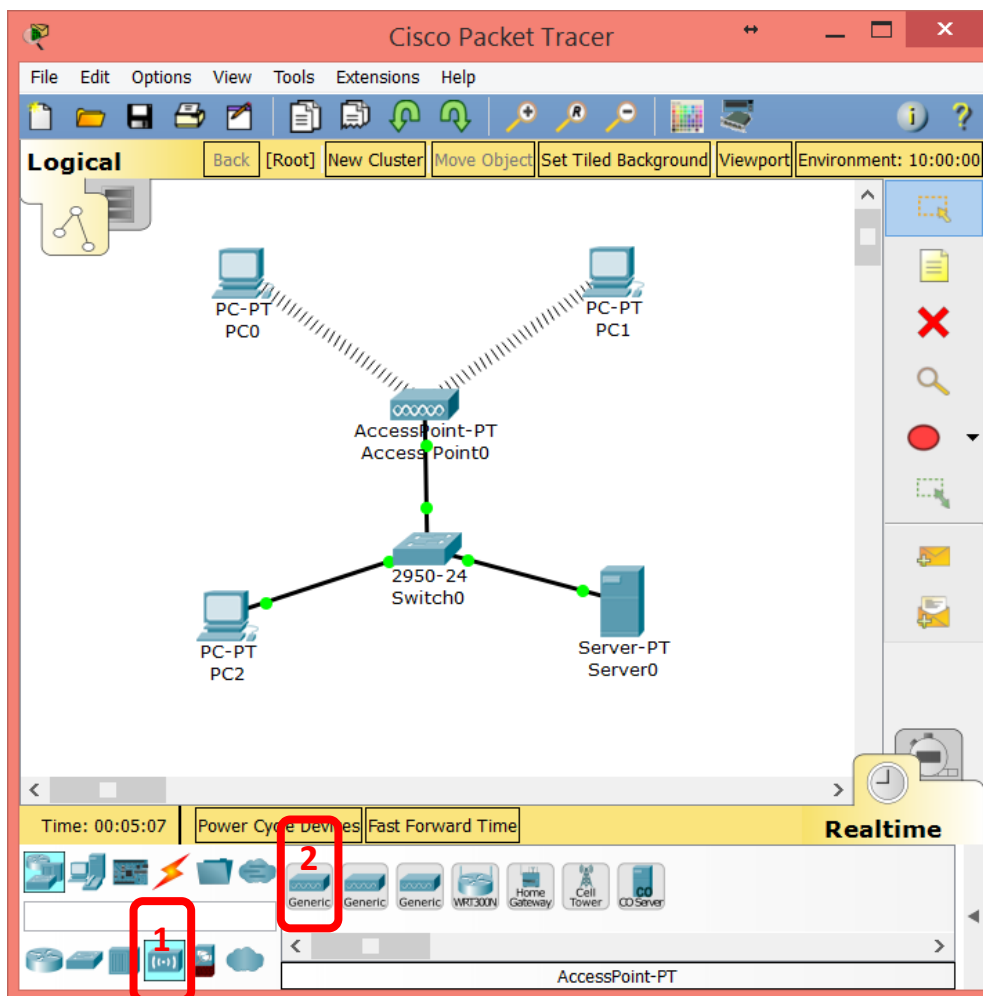 Cisco Packet Tracer
File Edit Options View Tools Extensions Help
R
i ?
Logical Back [Root] New Cluster Move Object Set Tiled Background Viewport Environment: 10:00:00
PC-PT
PC0
PC-PT
PC1
AccessPoint-PT
Access Point0
2950-24
Switch0
PC-PT
PC2
Server-PT
Server0
Time: 00:05:07 Power Cycle Devices Fast Forward Time Realtime
2
Generic Generic Generic WRT300N Home Gateway Cell Tower CO CO Server
1
AccessPoint-PT